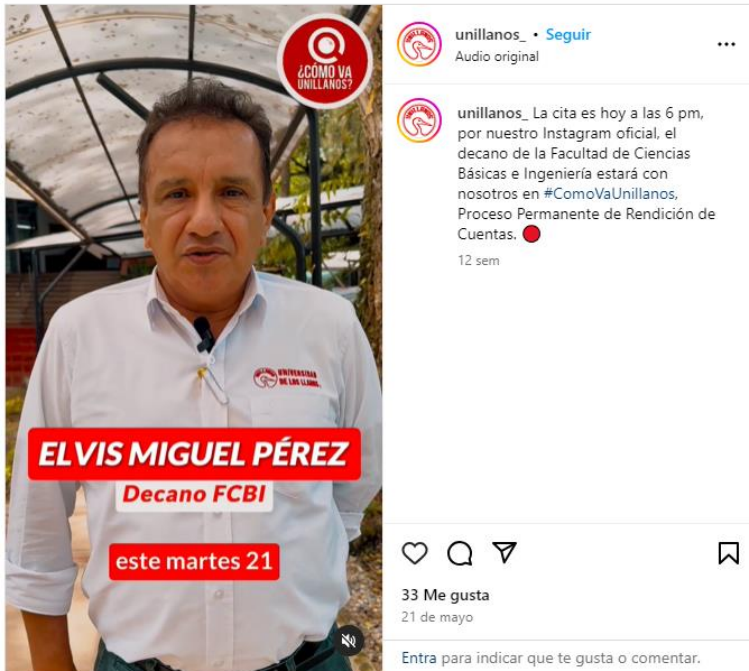 ¿CÓMO VA
UNILLANOS?
UNIVERSIDAD
DE LOS LLANOS
ELVIS MIGUEL PÉREZ
Decano FCBI
este martes 21
unillanos_ • Seguir
Audio original
unillanos_ La cita es hoy a las 6 pm,
por nuestro Instagram oficial, el
decano de la Facultad de Ciencias
Básicas e Ingeniería estará con
nosotros en #ComoVaUnillanos,
Proceso Permanente de Rendición de
Cuentas.
12 sem
33 Me gusta
21 de mayo
Entra para indicar que te gusta o comentar.